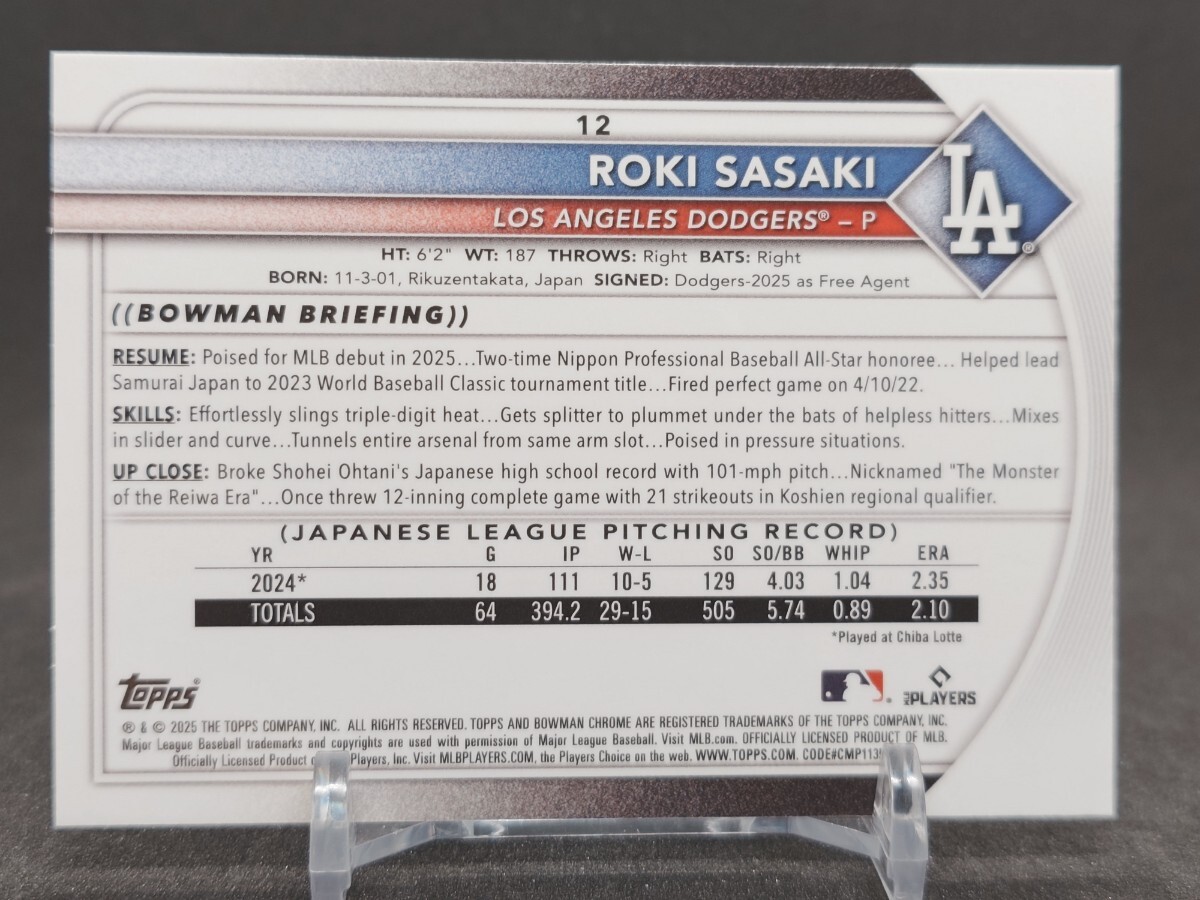 12
ROKI SASAKI
LOS ANGELES DODGERS® – P
LA®
HT: 6'2" WT: 187 THROWS: Right BATS: Right
BORN: 11-3-01, Rikuzentakata, Japan SIGNED: Dodgers-2025 as Free Agent
((BOWMAN BRIEFING))
RESUME: Poised for MLB debut in 2025...Two-time Nippon Professional Baseball All-Star honoree... Helped lead
Samurai Japan to 2023 World Baseball Classic tournament title...Fired perfect game on 4/10/22.
SKILLS: Effortlessly slings triple-digit heat...Gets splitter to plummet under the bats of helpless hitters...Mixes
in slider and curve...Tunnels entire arsenal from same arm slot...Poised in pressure situations.
UP CLOSE: Broke Shohei Ohtani's Japanese high school record with 101-mph pitch...Nicknamed "The Monster
of the Reiwa Era"...Once threw 12-inning complete game with 21 strikeouts in Koshien regional qualifier.
(JAPANESE LEAGUE PITCHING RECORD)
YR G IP W-L SO SO/BB WHIP ERA
2024* 18 111 10-5 129 4.03 1.04 2.35
TOTALS 64 394.2 29-15 505 5.74 0.89 2.10
*Played at Chiba Lotte
Topps®
PLAYERS
® & © 2025 THE TOPPS COMPANY, INC. ALL RIGHTS RESERVED. TOPPS AND BOWMAN CHROME ARE REGISTERED TRADEMARKS OF THE TOPPS COMPANY, INC.
Major League Baseball trademarks and copyrights are used with permission of Major League Baseball. Visit MLB.com. OFFICIALLY LICENSED PRODUCT OF MLB.
Officially Licensed Product Players, Inc. Visit MLBPLAYERS.COM, the Players Choice on the web. WWW.TOPPS.COM.